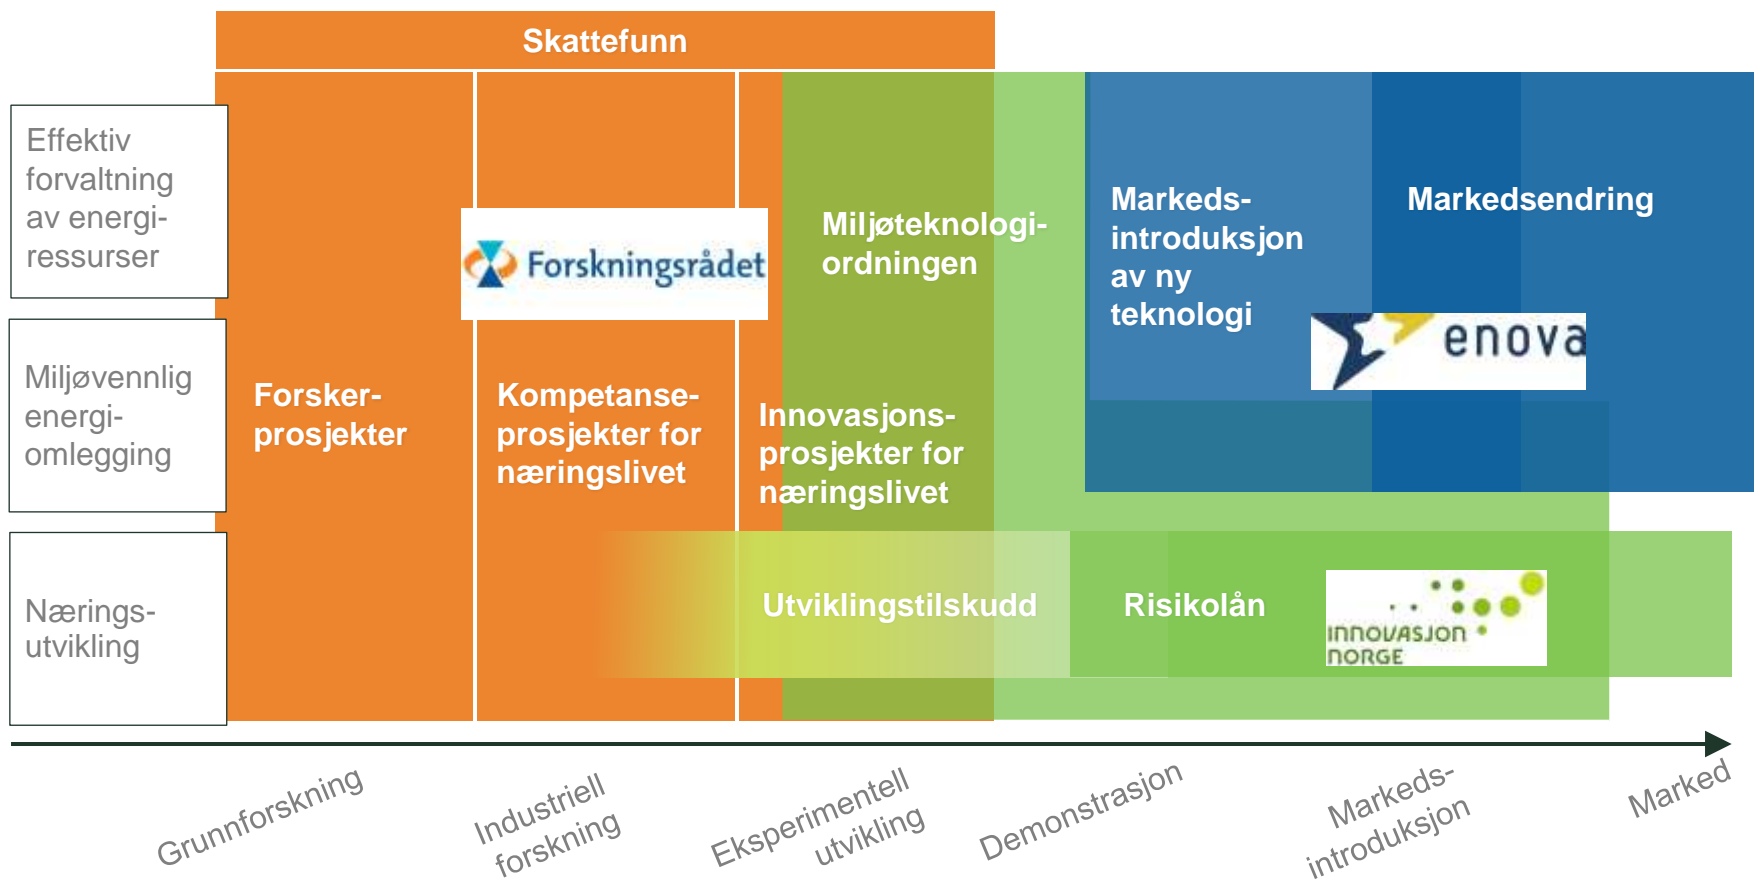 Skattefunn
Effektiv
forvaltning
av energi-
ressurser
Miljøvennlig
energi-
omlegging
Nærings-
utvikling
Forskningsrådet
Forsker-
prosjekter
Kompetanse-
prosjekter for
næringslivet
Innovasjons-
prosjekter for
næringslivet
Miljøteknologi-
ordningen
Markeds-
introduksjon
av ny
teknologi
Markedsendring
enova
Utviklingstilskudd
Risikolån
INNOVASJON
NORGE
Grunnforskning
Industriell
forskning
Eksperimentell
utvikling
Demonstrasjon
Markeds-
introduksjon
Marked